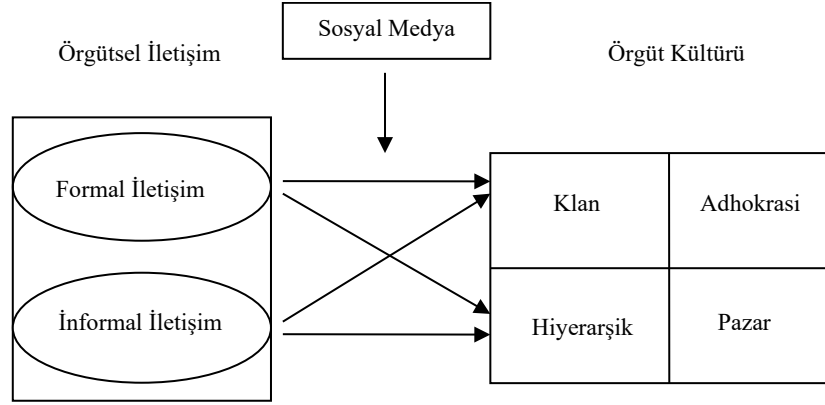 Sosyal Medya
Örgütsel İletişim
Örgüt Kültürü
Formal İletişim
İnformal İletişim
Klan
Adhokrasi
Hiyerarşik
Pazar